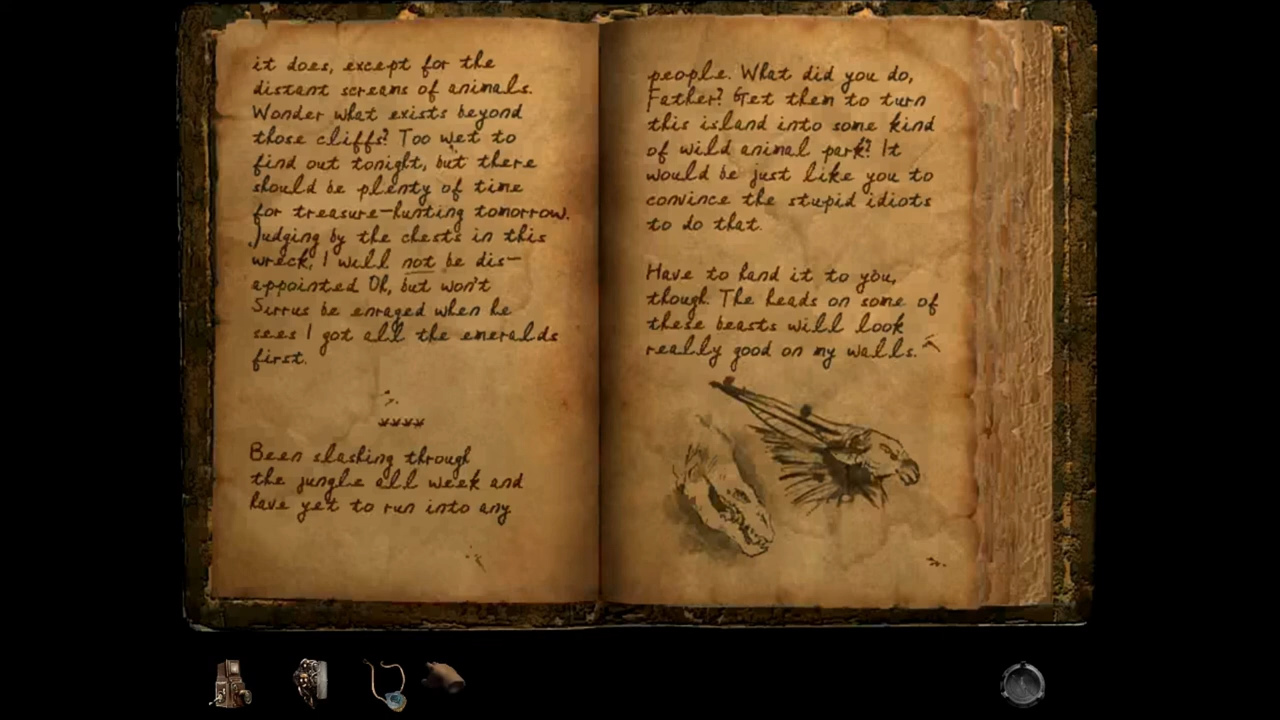 it does, except for the
distant screams of animals.
Wonder what exists beyond
those cliffs? Too wet to
find out tonight, but there
should be plenty of time
for treasure-hunting tomorrow.
Judging by the chests in this
wreck, I will not be dis-
appointed Oh, but won't
Sirrus be enraged when he
sees I got all the emeralds
first.
Been slashing through
the jungle all week and
have yet to run into any
people. What did you do,
Father? Get them to turn
this island into some kind
of wild animal park? It
would be just like you to
convince the stupid idiots
to do that.
Have to hand it to you,
though. The heads on some of
these beasts will look
really good on my walls.